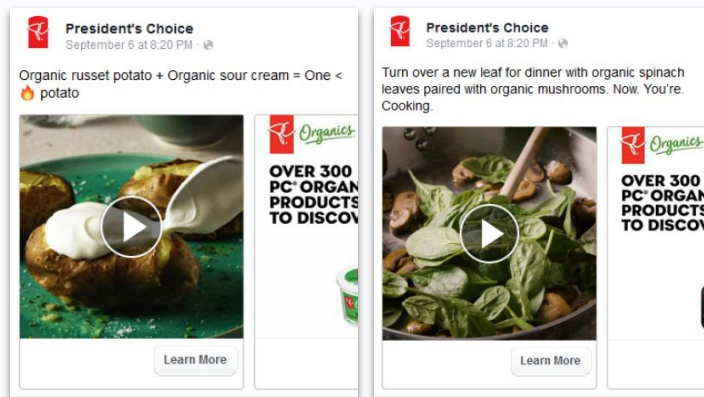 President's Choice
September 6 at 8:20 PM ·
Organic russet potato + Organic sour cream = One <
🔥 potato
Organics
OVER 300
PC® ORGAN
PRODUCTS
TO DISCOV
Learn More
President's Choice
September 6 at 8:20 PM ·
Turn over a new leaf for dinner with organic spinach
leaves paired with organic mushrooms. Now. You're.
Cooking.
Organics
OVER 300
PC® ORGAN
PRODUCTS
TO DISCOV
Learn More